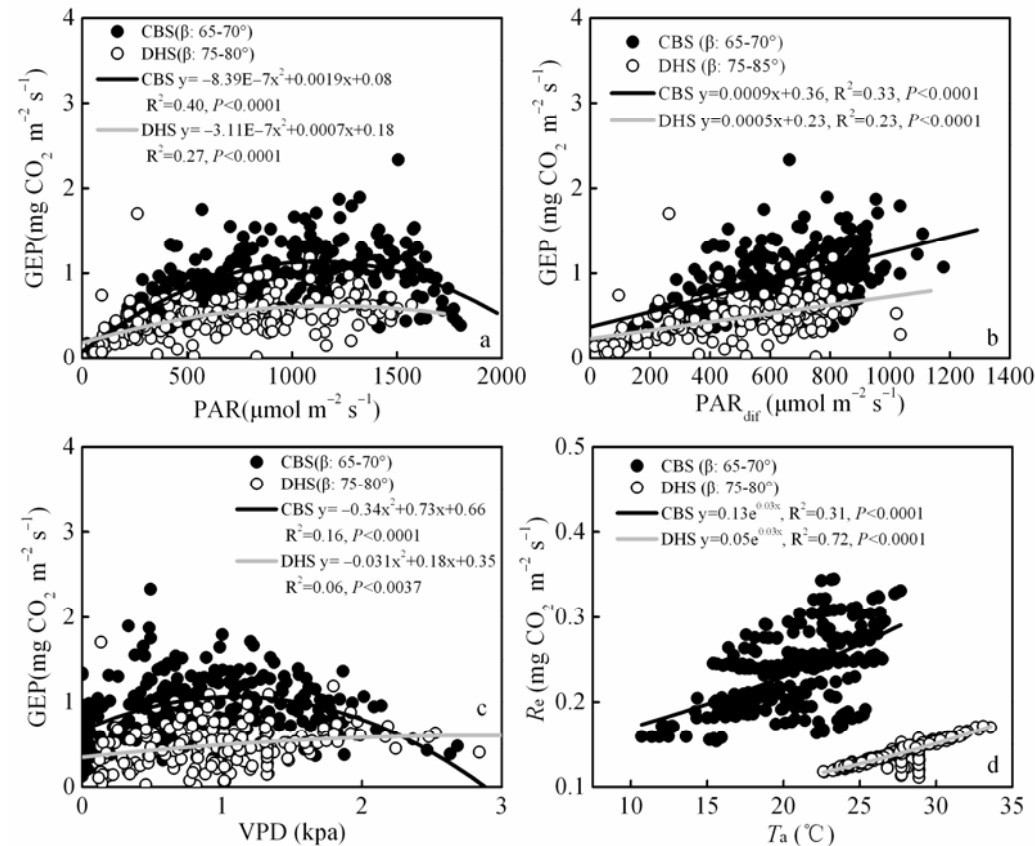 4
3
2
1
0
GEP(mg CO₂ m⁻² s⁻¹)
CBS(β: 65-70°)
DHS(β: 75-80°)
CBS y= –8.39E–7x²+0.0019x+0.08
R²=0.40, P<0.0001
DHS y= –3.11E-7x²+0.0007x+0.18
R²=0.27, P<0.0001
a
0 500 1000 1500 2000
PAR(μmol m⁻² s⁻¹)
4
3
2
1
0
GEP (mg CO₂ m⁻² s⁻¹)
CBS (β: 65-70°)
DHS (β: 75-85°)
CBS y=0.0009x+0.36, R²=0.33, P<0.0001
DHS y=0.0005x+0.23, R²=0.23, P<0.0001
b
0 200 400 600 800 1000 1200 1400
PAR_dif (μmol m⁻² s⁻¹)
4
3
2
1
0
GEP(mg CO₂ m⁻² s⁻¹)
CBS(β: 65-70°)
DHS(β: 75-80°)
CBS y= –0.34x²+0.73x+0.66
R²=0.16, P<0.0001
DHS y= –0.031x²+0.18x+0.35
R²=0.06, P<0.0037
c
0 1 2 3
VPD (kpa)
0.5
0.4
0.3
0.2
0.1
Re (mg CO₂ m⁻² s⁻¹)
CBS (β: 65-70°)
DHS (β: 75-80°)
CBS y=0.13e^0.03x, R²=0.31, P<0.0001
DHS y=0.05e^0.03x, R²=0.72, P<0.0001
d
10 15 20 25 30 35
Ta (℃)